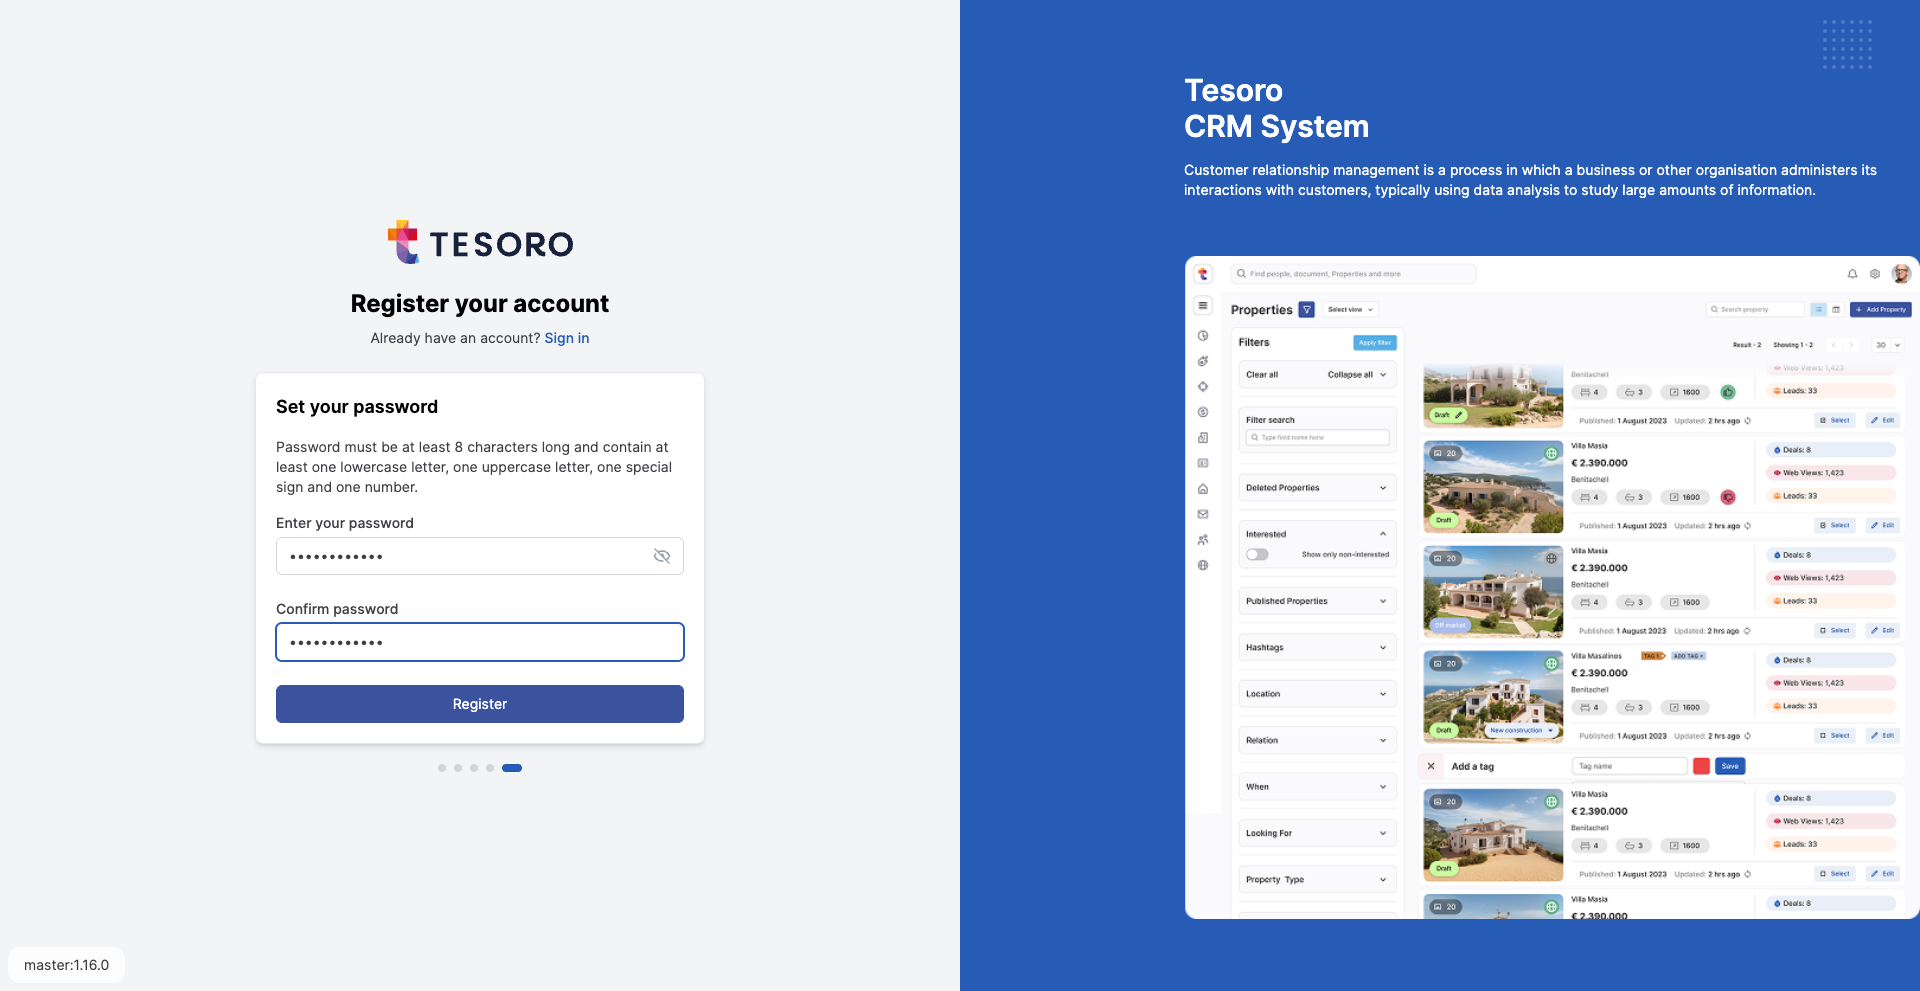 TESORO
Register your account
Already have an account? Sign in
Set your password
Password must be at least 8 characters long and contain at
least one lowercase letter, one uppercase letter, one special
sign and one number.
Enter your password
••••••••••••
Confirm password
••••••••••••
Register
master:1.16.0
Tesoro
CRM System
Customer relationship management is a process in which a business or other organisation administers its
interactions with customers, typically using data analysis to study large amounts of information.
Find people, document, Properties and more
Properties
Select view
Search property
+ Add Property
Result - 2 Showing 1 - 2
30
Filters
Apply filter
Clear all
Collapse all
Filter search
Type field name here
Deleted Properties
Interested
Show only non-interested
Published Properties
Hashtags
Location
Relation
When
Looking For
Property Type
Benitachell
4 3 1600
Web Views: 1,423
Leads: 33
Draft
Published: 1 August 2023 Updated: 2 hrs ago
Select Edit
20
Villa Masia
€ 2.390.000
Benitachell
4 3 1600
Deals: 8
Web Views: 1,423
Leads: 33
Draft
Published: 1 August 2023 Updated: 2 hrs ago
Select Edit
20
Villa Masia
€ 2.390.000
Benitachell
4 3 1600
Deals: 8
Web Views: 1,423
Leads: 33
Off market
Published: 1 August 2023 Updated: 2 hrs ago
Select Edit
20
Villa Masalinos TAG 1 ADD TAG +
€ 2.390.000
Benitachell
4 3 1600
Deals: 8
Web Views: 1,423
Leads: 33
Draft New construction
Published: 1 August 2023 Updated: 2 hrs ago
Select Edit
Add a tag
Tag name
Save
20
Villa Masia
€ 2.390.000
Benitachell
4 3 1600
Deals: 8
Web Views: 1,423
Leads: 33
Draft
Published: 1 August 2023 Updated: 2 hrs ago
Select Edit
20
Villa Masia
€ 2.390.000
Deals: 8